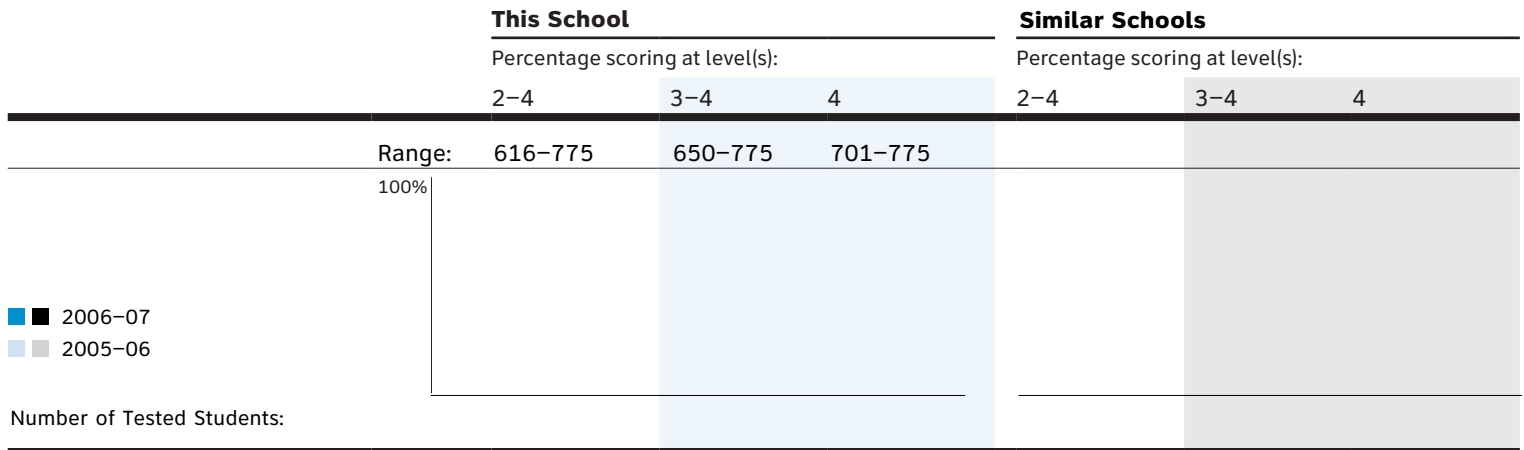 This School Similar Schools
Percentage scoring at level(s): Percentage scoring at level(s):
2–4 3–4 4 2–4 3–4 4
Range: 616–775 650–775 701–775
100%
2006–07
2005–06
Number of Tested Students: